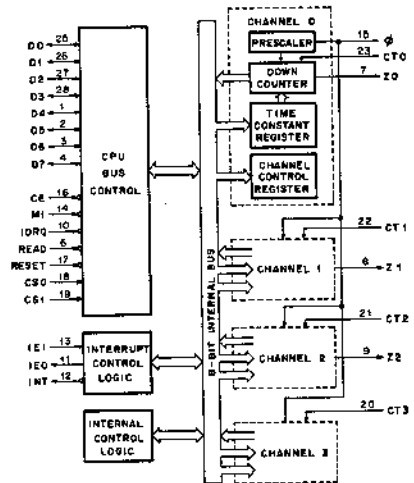 CHANNEL 0
D0 25
D1 26
D2 27
D3 28
D4 1
D5 2
D6 3
D7 4
CE 16
M1 14
IORQ 10
READ 6
RESET 17
CS0 18
CS1 19
CPU
BUS
CONTROL
PRESCALER
15 Ø
23
CT0
DOWN
COUNTER
7 Z0
TIME
CONSTANT
REGISTER
CHANNEL
CONTROL
REGISTER
8-BIT INTERNAL BUS
22 CT1
CHANNEL 1
8 Z1
21 CT2
CHANNEL 2
9 Z2
20 CT3
CHANNEL 3
IEI 13
IEO 11
INT 12
INTERRUPT
CONTROL
LOGIC
INTERNAL
CONTROL
LOGIC